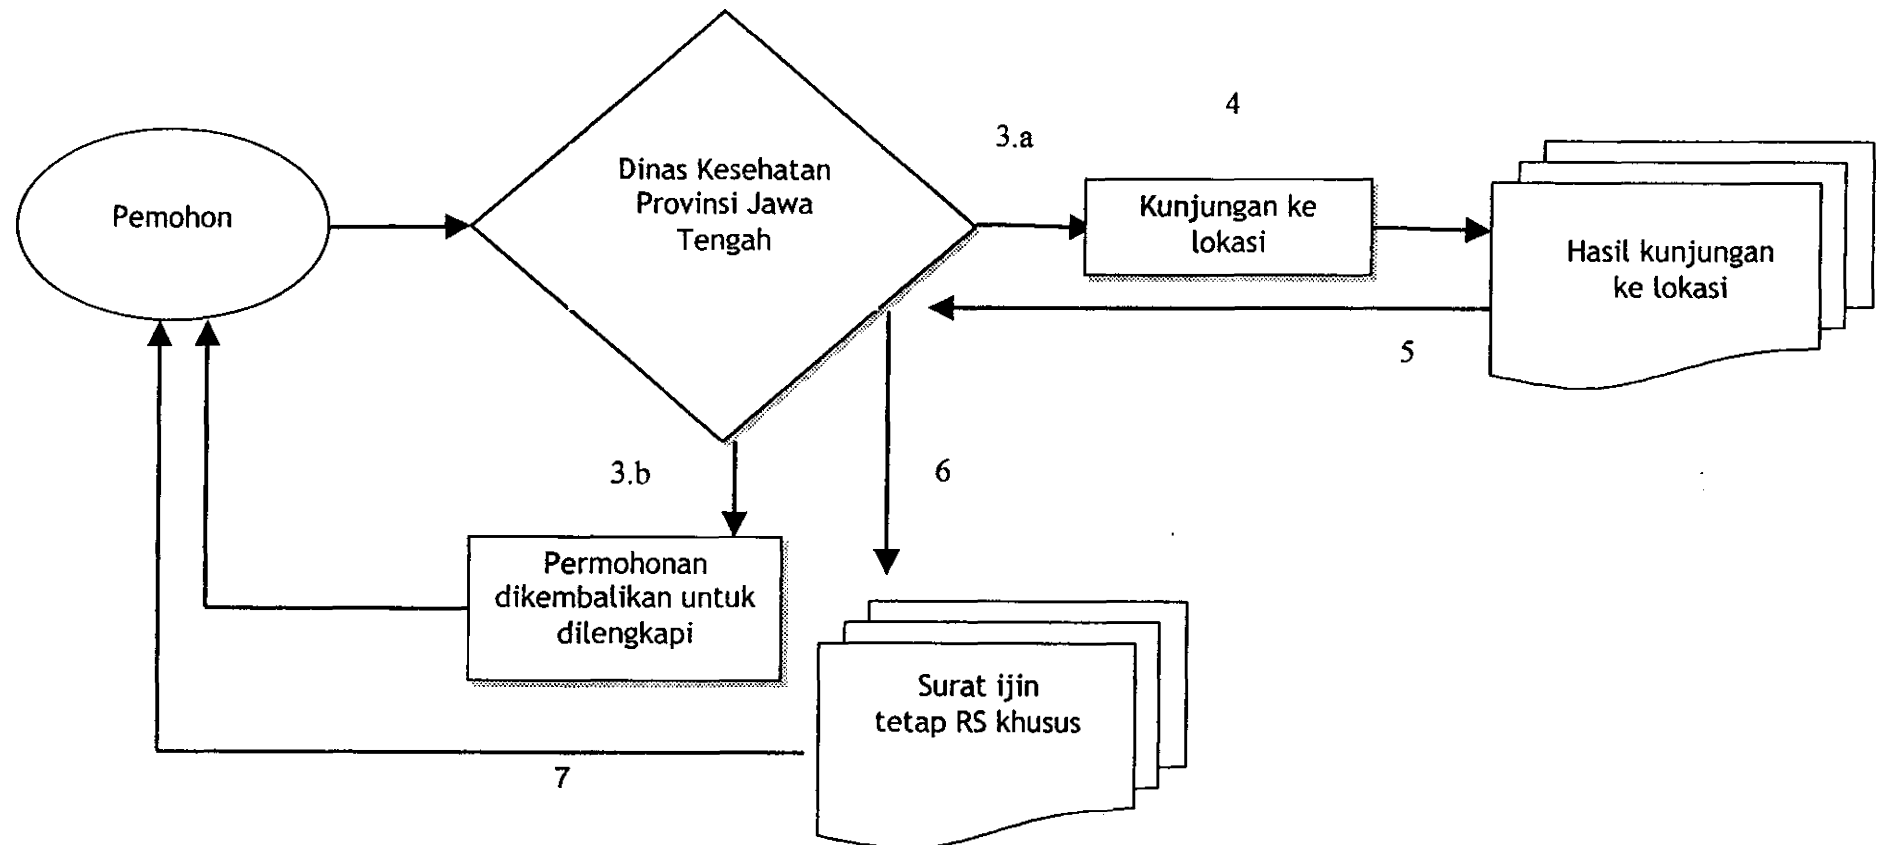 4
3.a
Dinas Kesehatan
Provinsi Jawa
Tengah
Pemohon
Kunjungan ke
lokasi
Hasil kunjungan
ke lokasi
5
3.b
6
Permohonan
dikembalikan untuk
dilengkapi
Surat ijin
tetap RS khusus
7